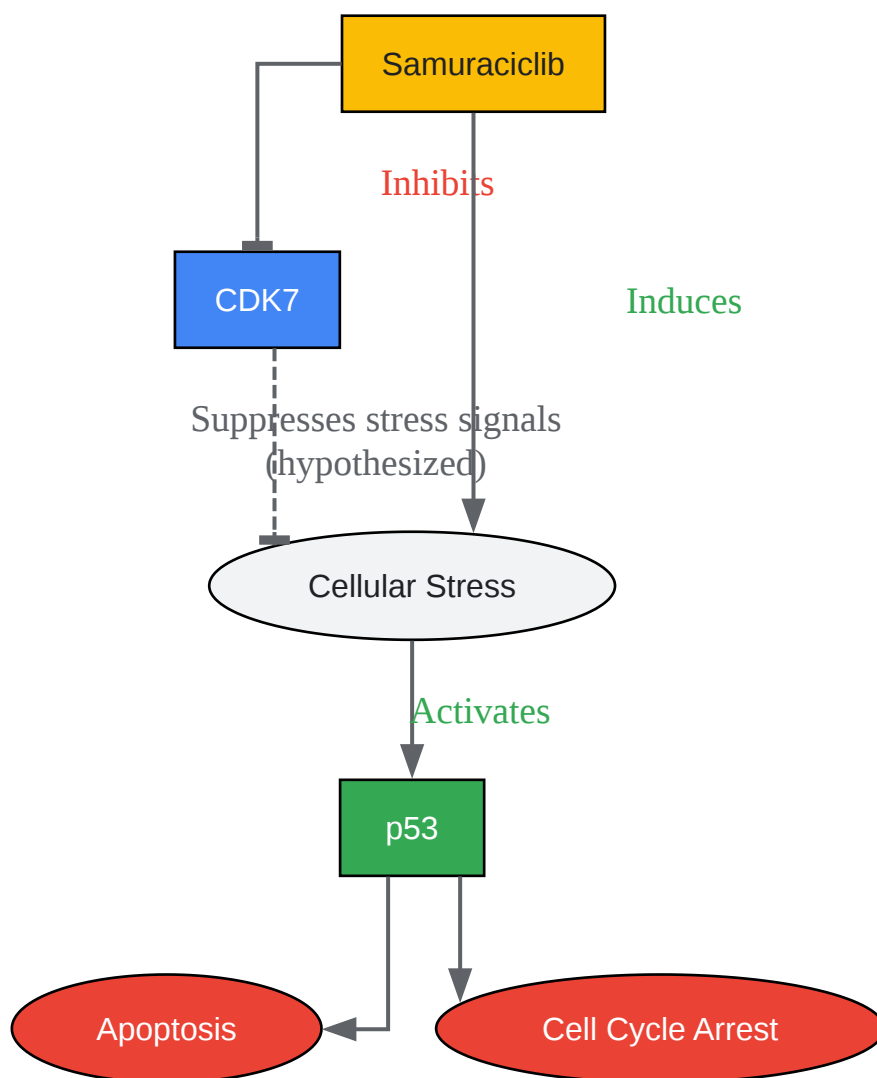 Samuraciclib
Inhibits
CDK7
Induces
Suppresses stress signals
(hypothesized)
Cellular Stress
Activates
p53
Apoptosis
Cell Cycle Arrest